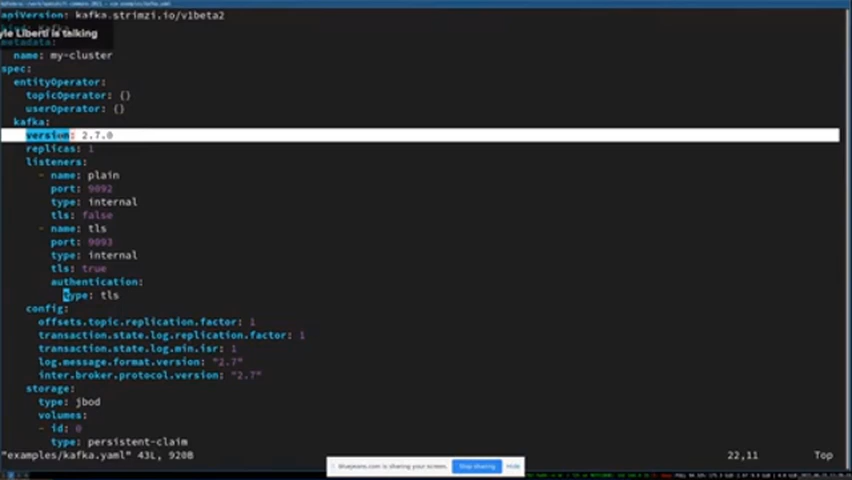 apiVersion: kafka.strimzi.io/v1beta2
yle Liberti is talking
metadata:
name: my-cluster
spec:
entityOperator:
topicOperator: {}
userOperator: {}
kafka:
version: 2.7.0
replicas: 1
listeners:
- name: plain
port: 9092
type: internal
tls: false
- name: tls
port: 9093
type: internal
tls: true
authentication:
type: tls
config:
offsets.topic.replication.factor: 1
transaction.state.log.replication.factor: 1
transaction.state.log.min.isr: 1
log.message.format.version: "2.7"
inter.broker.protocol.version: "2.7"
storage:
type: jbod
volumes:
- id: 0
type: persistent-claim
"examples/kafka.yaml" 43L, 920B 22,11 Top
bluejeans.com is sharing your screen. Stop sharing Hide